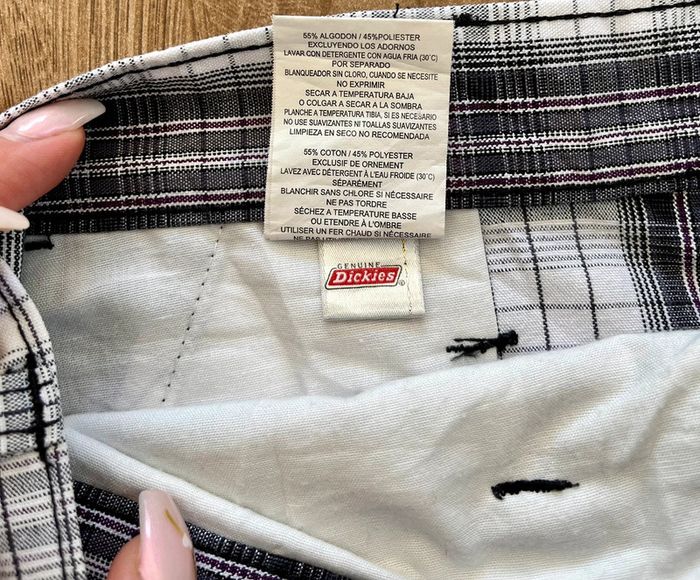 55% ALGODON / 45%POLIESTER
EXCLUYENDO LOS ADORNOS
LAVAR CON DETERGENTE CON AGUA FRIA (30°C)
POR SEPARADO
BLANQUEADOR SIN CLORO, CUANDO SE NECESITE
NO EXPRIMIR
SECAR A TEMPERATURA BAJA
O COLGAR A SECAR A LA SOMBRA
PLANCHE A TEMPERATURA TIBIA, SI ES NECESARIO
NO USE SUAVIZANTES NI TOALLAS SUAVIZANTES
LIMPIEZA EN SECO NO RECOMENDADA
55% COTON / 45% POLYESTER
EXCLUSIF DE ORNEMENT
LAVEZ AVEC DÉTERGENT À L'EAU FROIDE (30°C)
SÉPARÉMENT
BLANCHIR SANS CHLORE SI NÉCESSAIRE
NE PAS TORDRE
SÉCHEZ A TEMPERATURE BASSE
OU ETENDRE À L'OMBRE
UTILISER UN FER CHAUD SI NÉCESSAIRE
NE PAS UTILISER
GENUINE
Dickies®